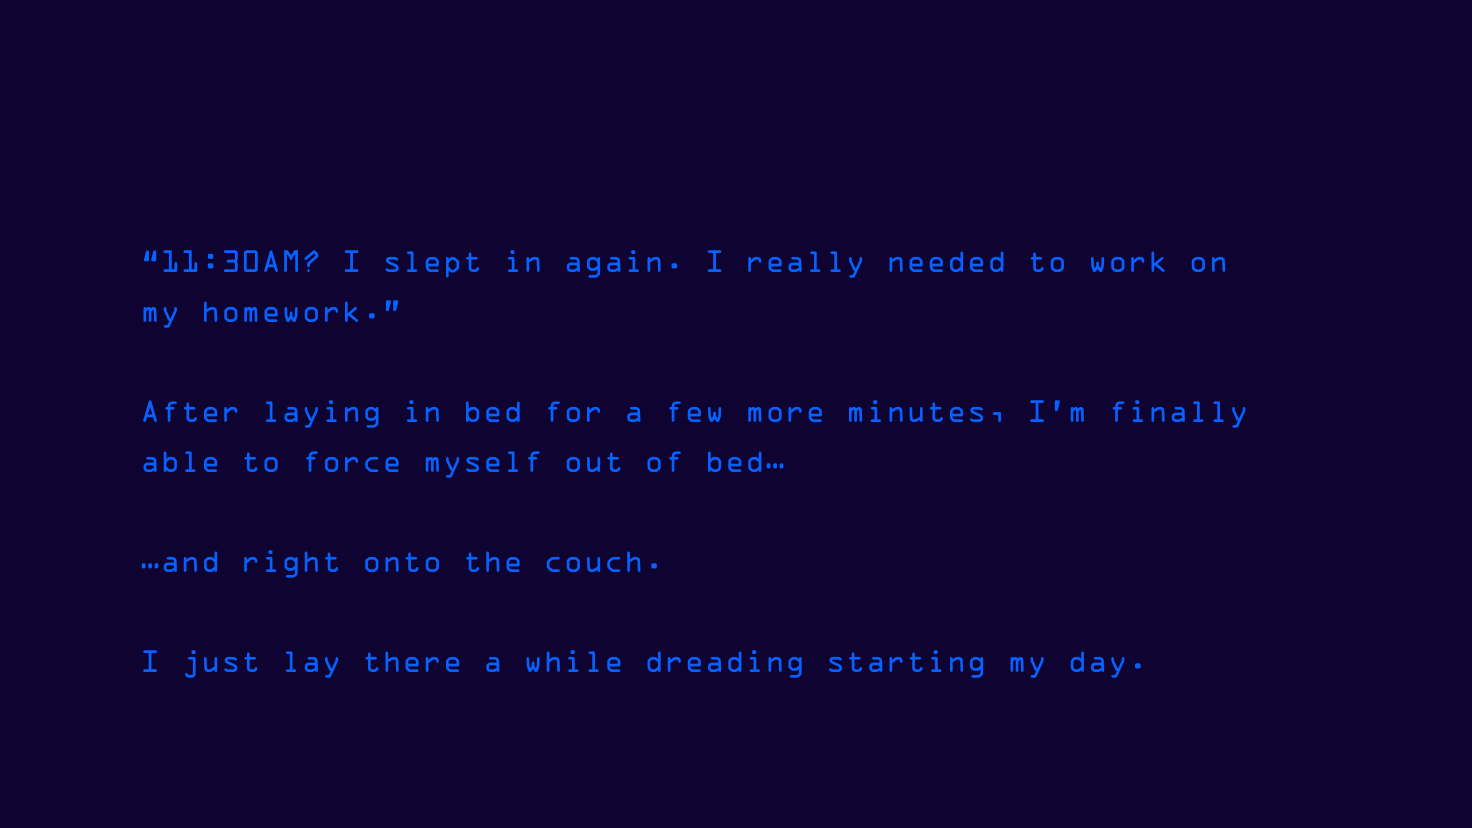 “11:30AM? I slept in again. I really needed to work on
my homework.”
After laying in bed for a few more minutes, I'm finally
able to force myself out of bed…
…and right onto the couch.
I just lay there a while dreading starting my day.